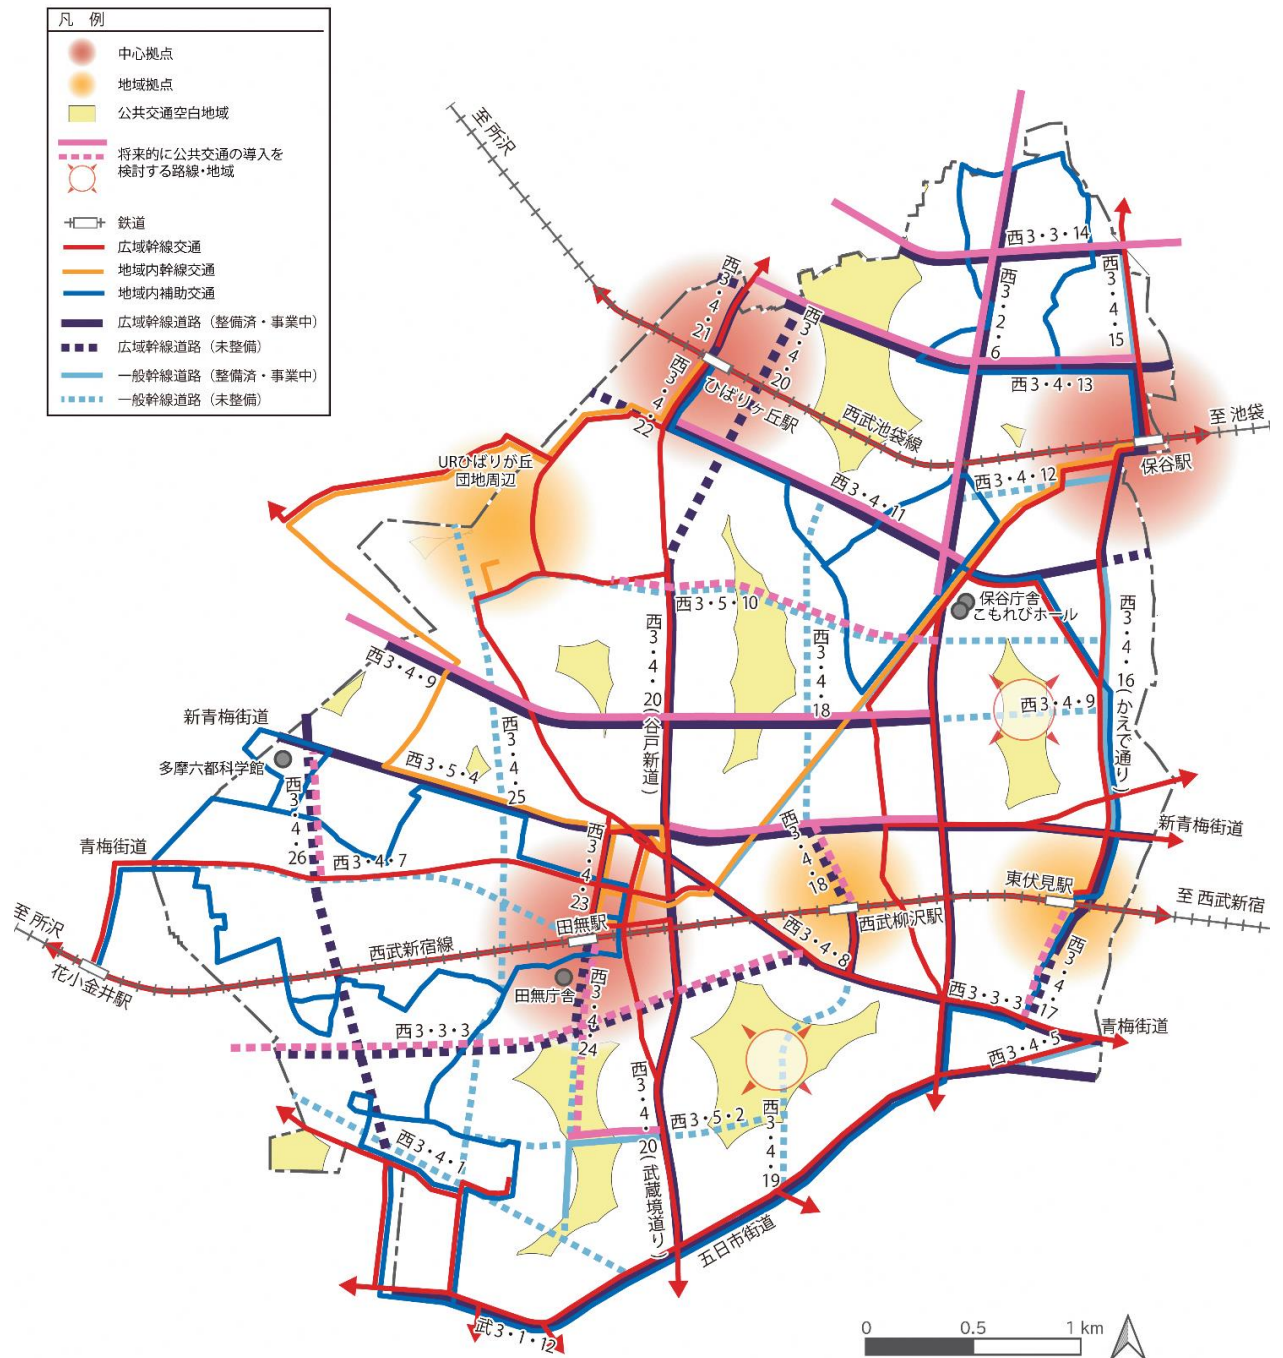 凡 例
中心拠点
地域拠点
公共交通空白地域
将来的に公共交通の導入を
検討する路線・地域
鉄道
広域幹線交通
地域内幹線交通
地域内補助交通
広域幹線道路（整備済・事業中）
広域幹線道路（未整備）
一般幹線道路（整備済・事業中）
一般幹線道路（未整備）
至 所沢
西3・3・14
西3・4・21
西3・2・6
西3・4・15
西3・4・20
西3・4・22
ひばりヶ丘駅
西3・4・13
西武池袋線
至 池袋
保谷駅
URひばりが丘
団地周辺
西3・4・12
西3・4・11
西3・5・10
保谷庁舎
こもれびホール
西3・4・16(かえで通り)
西3・4・20(谷戸新道)
西3・4・18
西3・4・9
西3・4・9
新青梅街道
多摩六都科学館
西3・5・4
西3・4・25
西3・4・26
青梅街道
西3・4・7
西3・4・23
西3・4・18
新青梅街道
東伏見駅
至 西武新宿
至 所沢
花小金井駅
西武新宿線
田無駅
西武柳沢駅
西3・4・8
田無庁舎
西3・4・24
西3・3・3
西3・3・3
西3・4・17
青梅街道
西3・4・5
西3・4・20(武蔵境道り)
西3・5・2
西3・4・19
西3・4・1
五日市街道
武3・1・12
0 0.5 1 km